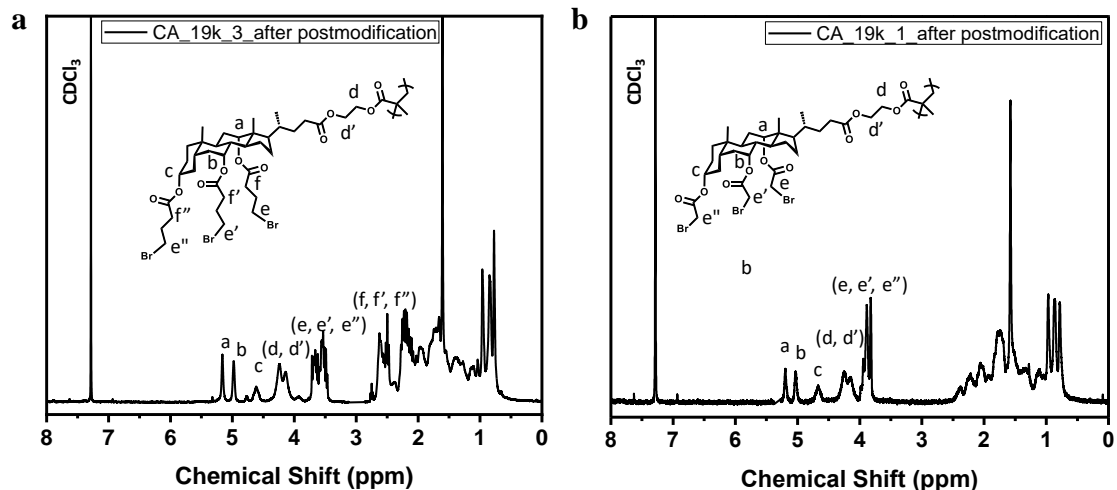 a
CA_19k_3_after postmodification
CDCl3
O
d
O
O
O
d'
a
b
c
O
O
O
O
O
O
f
f'
f''
e
Br
Br
e'
Br
e"
(f, f', f'')
(e, e', e'')
(d, d')
a
b
c
8 7 6 5 4 3 2 1 0
Chemical Shift (ppm)
b
CA_19k_1_after postmodification
CDCl3
O
d
O
O
O
d'
a
b
c
O
O
O
O
O
O
e
e'
Br
Br
e''
Br
b
(e, e', e'')
(d, d')
a
b
c
8 7 6 5 4 3 2 1 0
Chemical Shift (ppm)